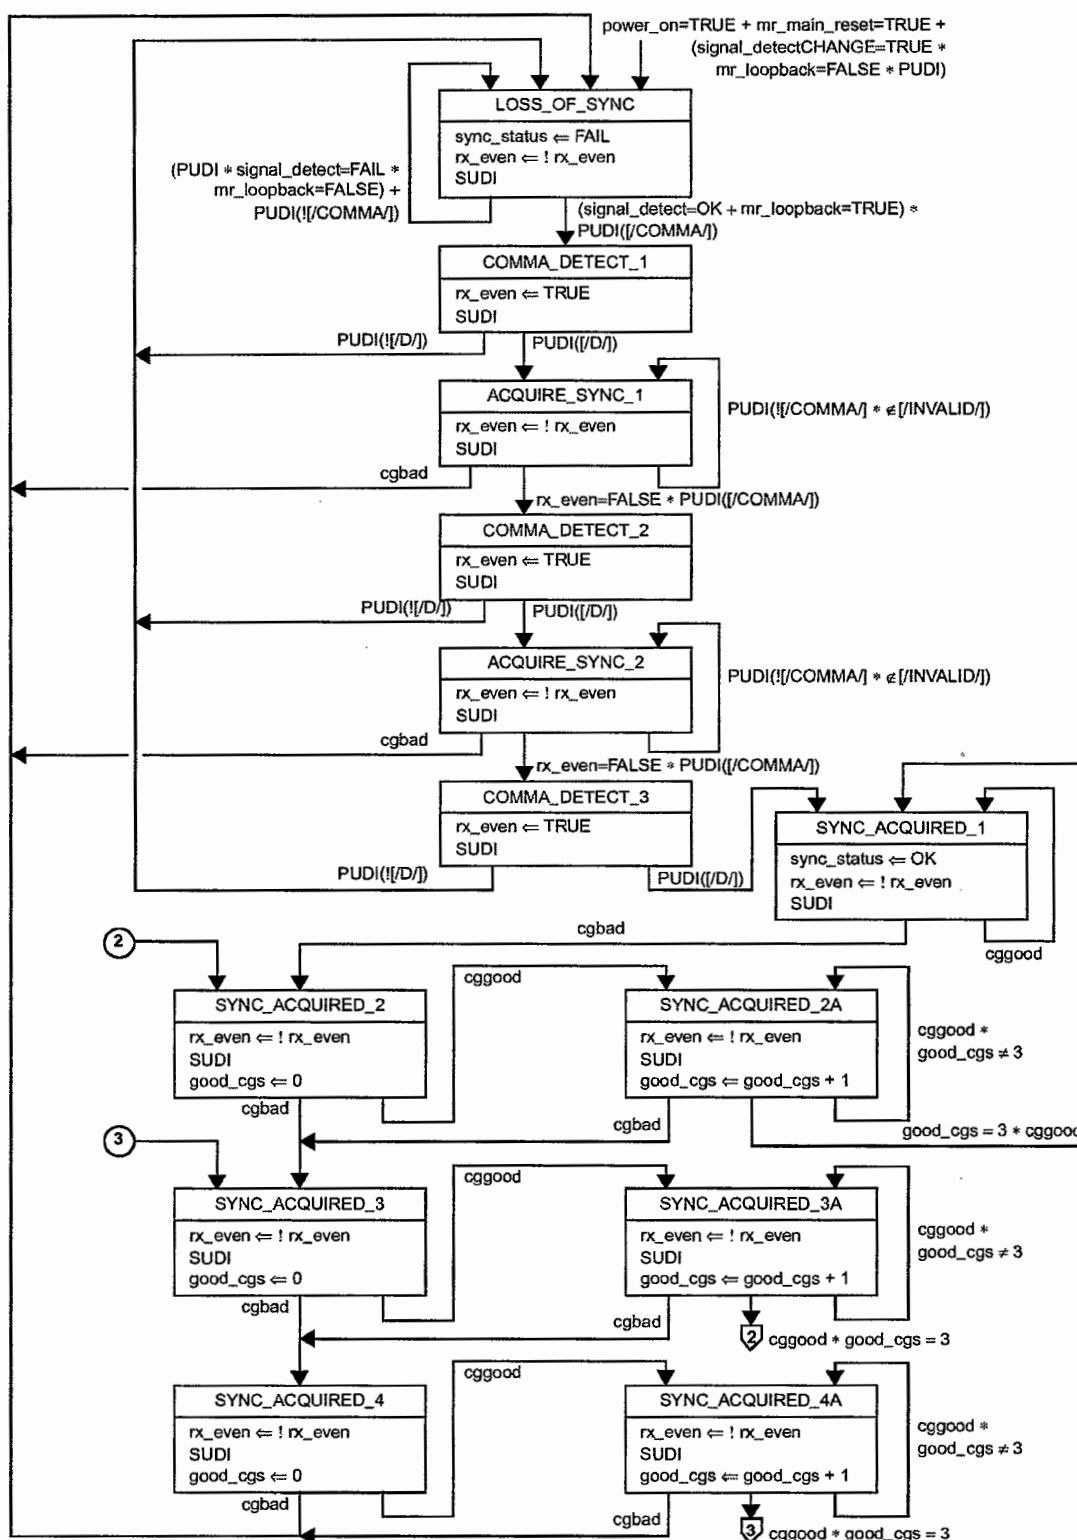 power_on=TRUE + mr_main_reset=TRUE +
(signal_detectCHANGE=TRUE *
mr_loopback=FALSE * PUDI)
LOSS_OF_SYNC
sync_status ⇐ FAIL
rx_even ⇐ ! rx_even
SUDI
(PUDI * signal_detect=FAIL *
mr_loopback=FALSE) +
PUDI(![/COMMA/])
(signal_detect=OK + mr_loopback=TRUE) *
PUDI([/COMMA/])
COMMA_DETECT_1
rx_even ⇐ TRUE
SUDI
PUDI(![/D/])
PUDI([/D/])
ACQUIRE_SYNC_1
rx_even ⇐ ! rx_even
SUDI
PUDI(![/COMMA/] * ∉[/INVALID/])
cgbad
rx_even=FALSE * PUDI([/COMMA/])
COMMA_DETECT_2
rx_even ⇐ TRUE
SUDI
PUDI(![/D/])
PUDI([/D/])
ACQUIRE_SYNC_2
rx_even ⇐ ! rx_even
SUDI
PUDI(![/COMMA/] * ∉[/INVALID/])
cgbad
rx_even=FALSE * PUDI([/COMMA/])
COMMA_DETECT_3
rx_even ⇐ TRUE
SUDI
PUDI(![/D/])
PUDI([/D/])
SYNC_ACQUIRED_1
sync_status ⇐ OK
rx_even ⇐ ! rx_even
SUDI
cgbad
cggood
2
SYNC_ACQUIRED_2
rx_even ⇐ ! rx_even
SUDI
good_cgs ⇐ 0
cggood
SYNC_ACQUIRED_2A
rx_even ⇐ ! rx_even
SUDI
good_cgs ⇐ good_cgs + 1
cggood *
good_cgs ≠ 3
cgbad
cgbad
good_cgs = 3 * cggood
3
SYNC_ACQUIRED_3
rx_even ⇐ ! rx_even
SUDI
good_cgs ⇐ 0
cggood
SYNC_ACQUIRED_3A
rx_even ⇐ ! rx_even
SUDI
good_cgs ⇐ good_cgs + 1
cggood *
good_cgs ≠ 3
cgbad
cgbad
2 cggood * good_cgs = 3
SYNC_ACQUIRED_4
rx_even ⇐ ! rx_even
SUDI
good_cgs ⇐ 0
cggood
SYNC_ACQUIRED_4A
rx_even ⇐ ! rx_even
SUDI
good_cgs ⇐ good_cgs + 1
cggood *
good_cgs ≠ 3
cgbad
cgbad
3 cggood * good_cgs = 3